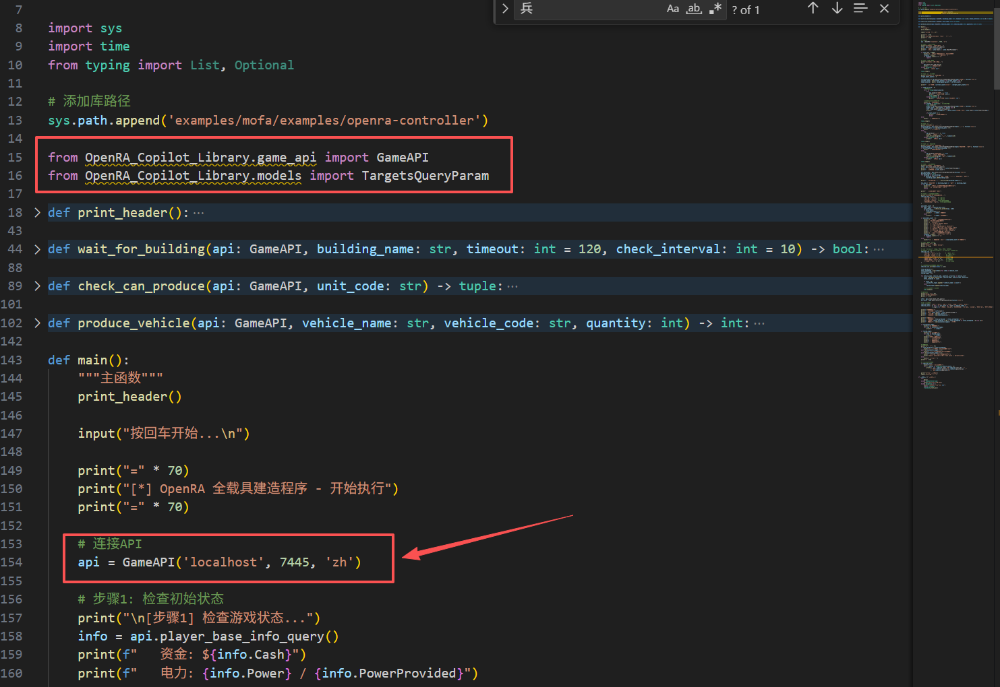 兵
Aa ab .* ? of 1
7
8 import sys
9 import time
10 from typing import List, Optional
11
12 # 添加库路径
13 sys.path.append('examples/mofa/examples/openra-controller')
14
15 from OpenRA_Copilot_Library.game_api import GameAPI
16 from OpenRA_Copilot_Library.models import TargetsQueryParam
17
18 def print_header():…
43
44 def wait_for_building(api: GameAPI, building_name: str, timeout: int = 120, check_interval: int = 10) -> bool:…
88
89 def check_can_produce(api: GameAPI, unit_code: str) -> tuple:…
101
102 def produce_vehicle(api: GameAPI, vehicle_name: str, vehicle_code: str, quantity: int) -> int:…
142
143 def main():
144 """主函数"""
145 print_header()
146
147 input("按回车开始...\n")
148
149 print("=" * 70)
150 print("[*] OpenRA 全载具建造程序 - 开始执行")
151 print("=" * 70)
152
153 # 连接API
154 api = GameAPI('localhost', 7445, 'zh')
155
156 # 步骤1: 检查初始状态
157 print("\n[步骤1] 检查游戏状态...")
158 info = api.player_base_info_query()
159 print(f"   资金: ${info.Cash}")
160 print(f"   电力: {info.Power} / {info.PowerProvided}")